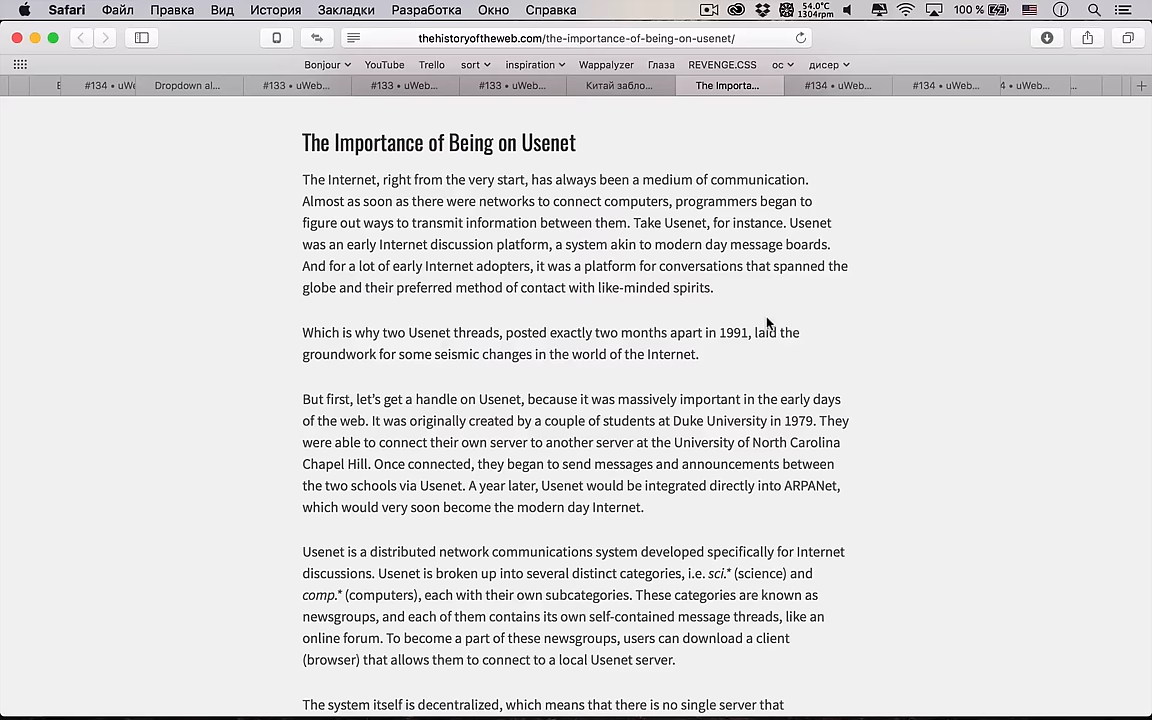 Safari Файл Правка Вид История Закладки Разработка Окно Справка 54.0°C 1304rpm 100 %
thehistoryoftheweb.com/the-importance-of-being-on-usenet/
Bonjour YouTube Trello sort inspiration Wappalyzer Глаза REVENGE.CSS ос дисер
#134 • uWe Dropdown al... #133 • uWeb... #133 • uWeb... #133 • uWeb... Китай забло... The Importa... #134 • uWeb... #134 • uWeb... 4 • uWeb... ...
The Importance of Being on Usenet
The Internet, right from the very start, has always been a medium of communication.
Almost as soon as there were networks to connect computers, programmers began to
figure out ways to transmit information between them. Take Usenet, for instance. Usenet
was an early Internet discussion platform, a system akin to modern day message boards.
And for a lot of early Internet adopters, it was a platform for conversations that spanned the
globe and their preferred method of contact with like-minded spirits.
Which is why two Usenet threads, posted exactly two months apart in 1991, laid the
groundwork for some seismic changes in the world of the Internet.
But first, let’s get a handle on Usenet, because it was massively important in the early days
of the web. It was originally created by a couple of students at Duke University in 1979. They
were able to connect their own server to another server at the University of North Carolina
Chapel Hill. Once connected, they began to send messages and announcements between
the two schools via Usenet. A year later, Usenet would be integrated directly into ARPANet,
which would very soon become the modern day Internet.
Usenet is a distributed network communications system developed specifically for Internet
discussions. Usenet is broken up into several distinct categories, i.e. sci.* (science) and
comp.* (computers), each with their own subcategories. These categories are known as
newsgroups, and each of them contains its own self-contained message threads, like an
online forum. To become a part of these newsgroups, users can download a client
(browser) that allows them to connect to a local Usenet server.
The system itself is decentralized, which means that there is no single server that